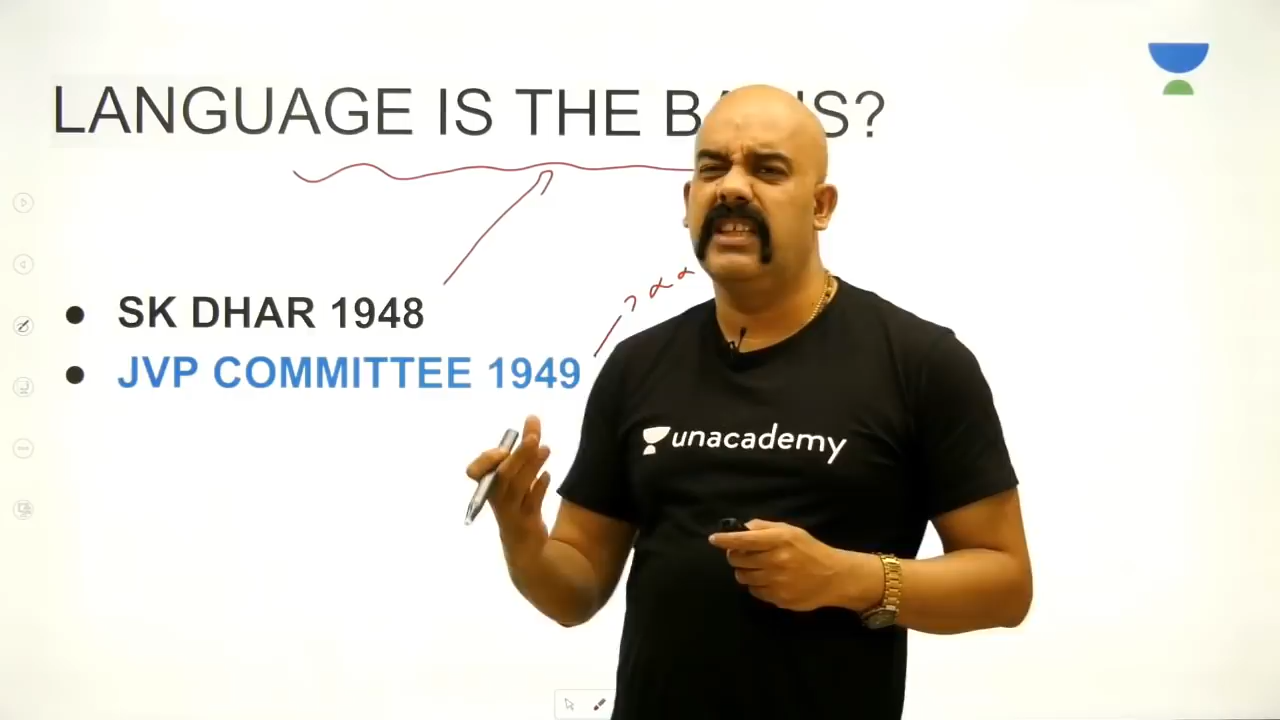 LANGUAGE IS THE S?
SK DHAR 1948
JVP COMMITTEE 1949
unacademy